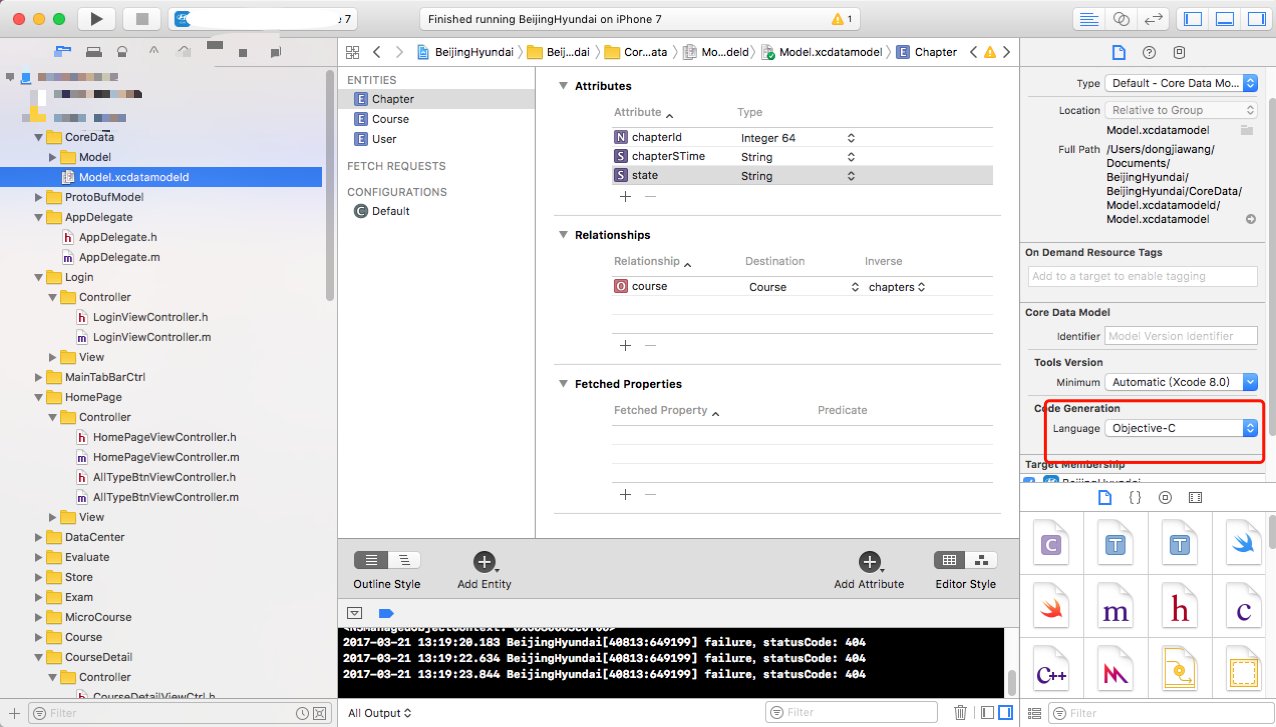 7
Finished running BeijingHyundai on iPhone 7
1
BeijingHyundai
Beij...dai
Cor...ata
Mo...deld
Model.xcdatamodel
E
Chapter
CoreData
Model
Model.xcdatamodeld
ProtoBufModel
AppDelegate
h AppDelegate.h
m AppDelegate.m
Login
Controller
h LoginViewController.h
m LoginViewController.m
View
MainTabBarCtrl
HomePage
Controller
h HomePageViewController.h
m HomePageViewController.m
h AllTypeBtnViewController.h
m AllTypeBtnViewController.m
View
DataCenter
Evaluate
Store
Exam
MicroCourse
Course
CourseDetail
Controller
h CourseDetailViewCtrl.h
Filter
ENTITIES
E Chapter
E Course
E User
FETCH REQUESTS
CONFIGURATIONS
C Default
Attributes
Attribute Type
N chapterId Integer 64
S chapterSTime String
S state String
Relationships
Relationship Destination Inverse
O course Course chapters
Fetched Properties
Fetched Property Predicate
Outline Style
Add Entity
Add Attribute
Editor Style
2017-03-21 13:19:20.183 BeijingHyundai[40813:649199] failure, statusCode: 404
2017-03-21 13:19:22.634 BeijingHyundai[40813:649199] failure, statusCode: 404
2017-03-21 13:19:23.844 BeijingHyundai[40813:649199] failure, statusCode: 404
All Output
Filter
Type Default - Core Data Mo...
Location Relative to Group
Model.xcdatamodel
Full Path /Users/dongjiawang/
Documents/
BeijingHyundai/
BeijingHyundai/CoreData/
Model.xcdatamodeld/
Model.xcdatamodel
On Demand Resource Tags
Add to a target to enable tagging
Core Data Model
Identifier Model Version Identifier
Tools Version
Minimum Automatic (Xcode 8.0)
Code Generation
Language Objective-C
Target Membership
BeijingHyundai
{}
C T T
m h c
C++
Filter